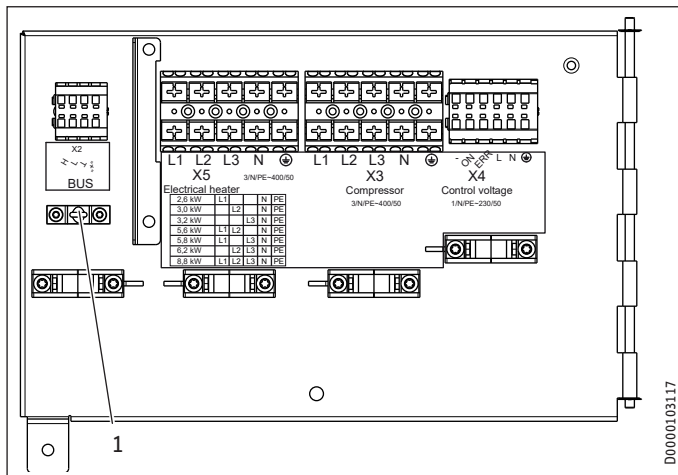 X2
H L ⊥ "+"
BUS
L1 L2 L3 N
X5
3/N/PE~400/50
Electrical heater
2,6 kW L1 N PE
3,0 kW L2 N PE
3,2 kW L3 N PE
5,6 kW L1 L2 N PE
5,8 kW L1 L3 N PE
6,2 kW L2 L3 N PE
8,8 kW L1 L2 L3 N PE
L1 L2 L3 N
X3
Compressor
3/N/PE~400/50
- ON ERR L N
X4
Control voltage
1/N/PE~230/50
1
D0000103117